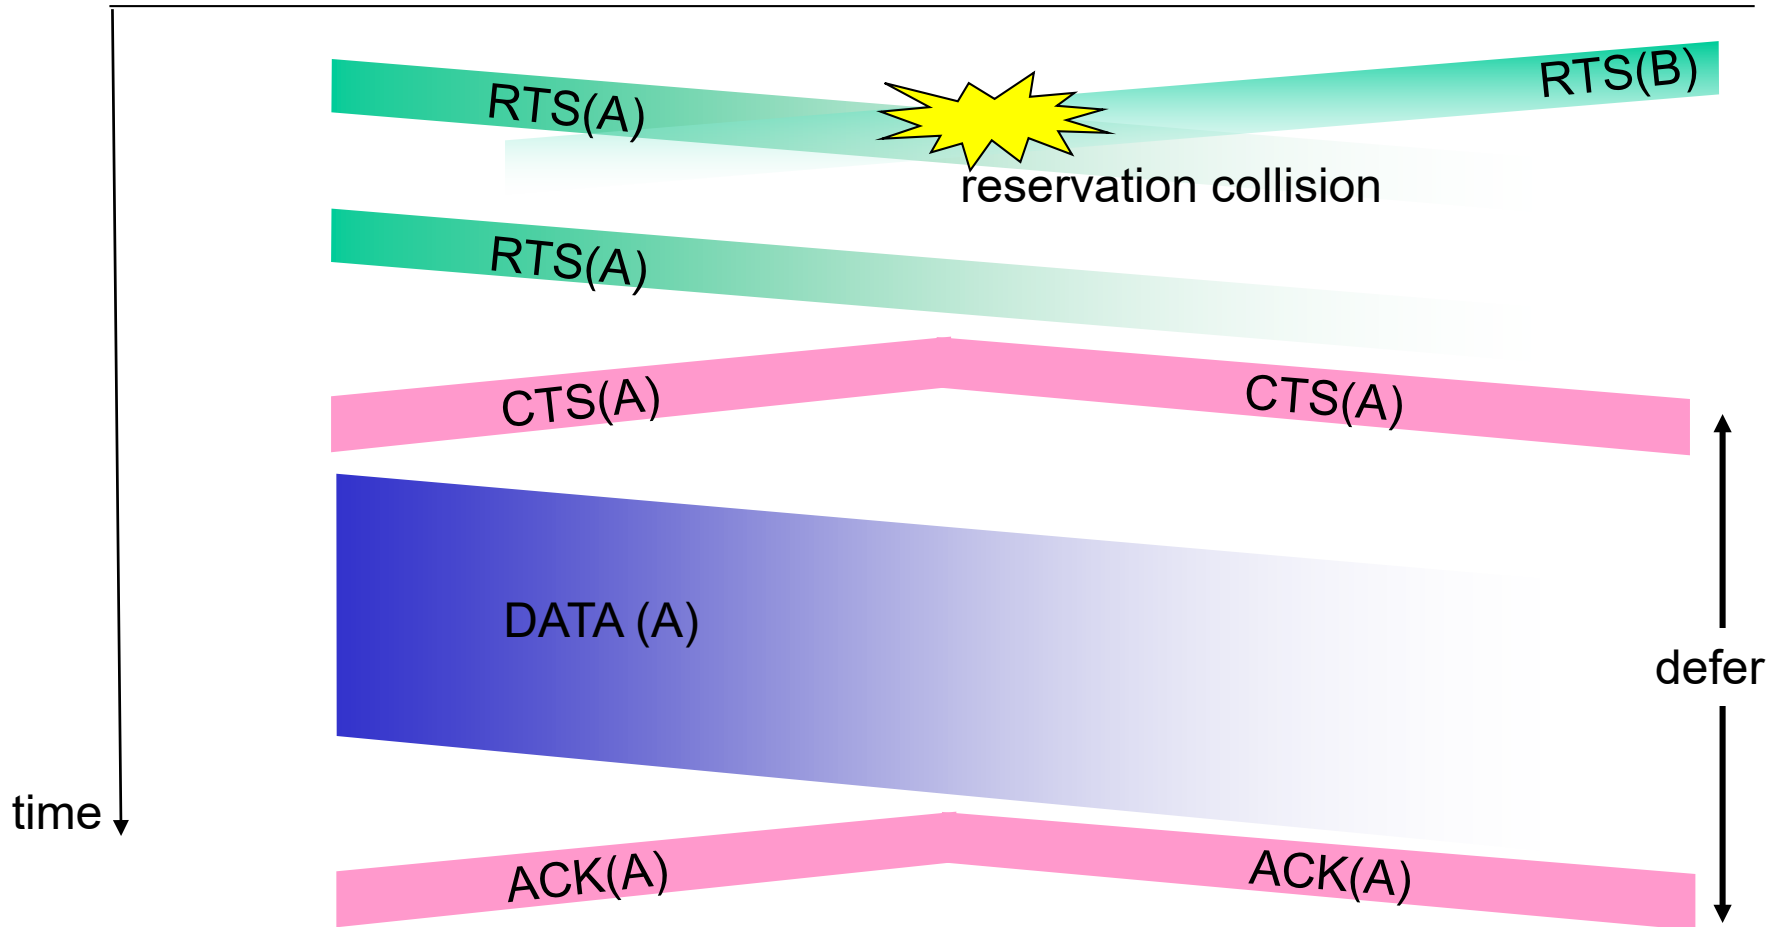 RTS(B)
RTS(A)
reservation collision
RTS(A)
CTS(A)
CTS(A)
DATA (A)
defer
time
ACK(A)
ACK(A)